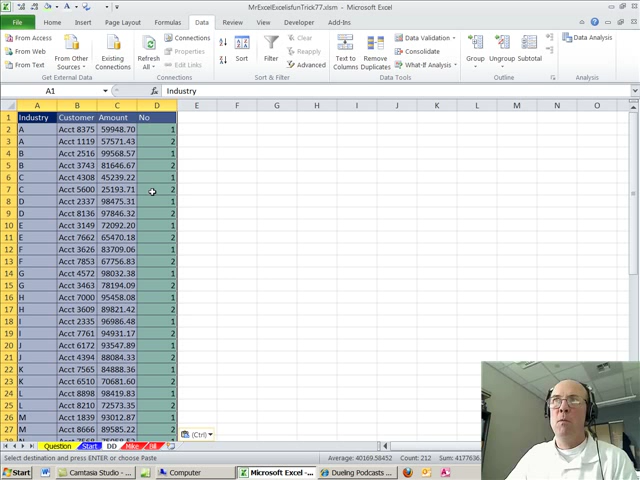 MrExcelExcelisfunTrick77.xlsm - Microsoft Excel
File Home Insert Page Layout Formulas Data Review View Developer Add-Ins
From Access
From Web
From Text
From Other Sources
Existing Connections
Get External Data
Refresh All
Connections
Properties
Edit Links
Connections
Sort
Filter
Clear
Reapply
Advanced
Sort & Filter
Text to Columns
Remove Duplicates
Data Validation
Consolidate
What-If Analysis
Data Tools
Group
Ungroup
Subtotal
Outline
Data Analysis
Analysis
A1 fx Industry
A B C D E F G H I J K L M N O
1 Industry Customer Amount No
2 A Acct 8375 59948.70 1
3 A Acct 1119 57571.43 2
4 B Acct 2516 99568.57 1
5 B Acct 3743 81646.67 2
6 C Acct 4308 45239.22 1
7 C Acct 5600 25193.71 2
8 D Acct 2337 98475.31 1
9 D Acct 8136 97846.32 2
10 E Acct 3149 72092.20 1
11 E Acct 7662 65470.18 2
12 F Acct 3626 83709.06 1
13 F Acct 7853 67756.83 2
14 G Acct 4572 98032.38 1
15 G Acct 3463 78194.09 2
16 H Acct 7000 95458.08 1
17 H Acct 3609 89821.42 2
18 I Acct 2335 96986.48 1
19 I Acct 7761 94931.17 2
20 J Acct 6172 93547.89 1
21 J Acct 4394 88084.33 2
22 K Acct 7565 84888.36 1
23 K Acct 6510 70681.60 2
24 L Acct 8898 98419.83 1
25 L Acct 8210 72573.35 2
26 M Acct 1839 93012.87 1
27 M Acct 8666 89585.22 2
(Ctrl)
Question Start DD Mike Bill
Select destination and press ENTER or choose Paste Average: 40169.58452 Count: 212 Sum: 4177636
Start Camtasia Studio - ... Computer Microsoft Excel ... Dueling Podcasts ...